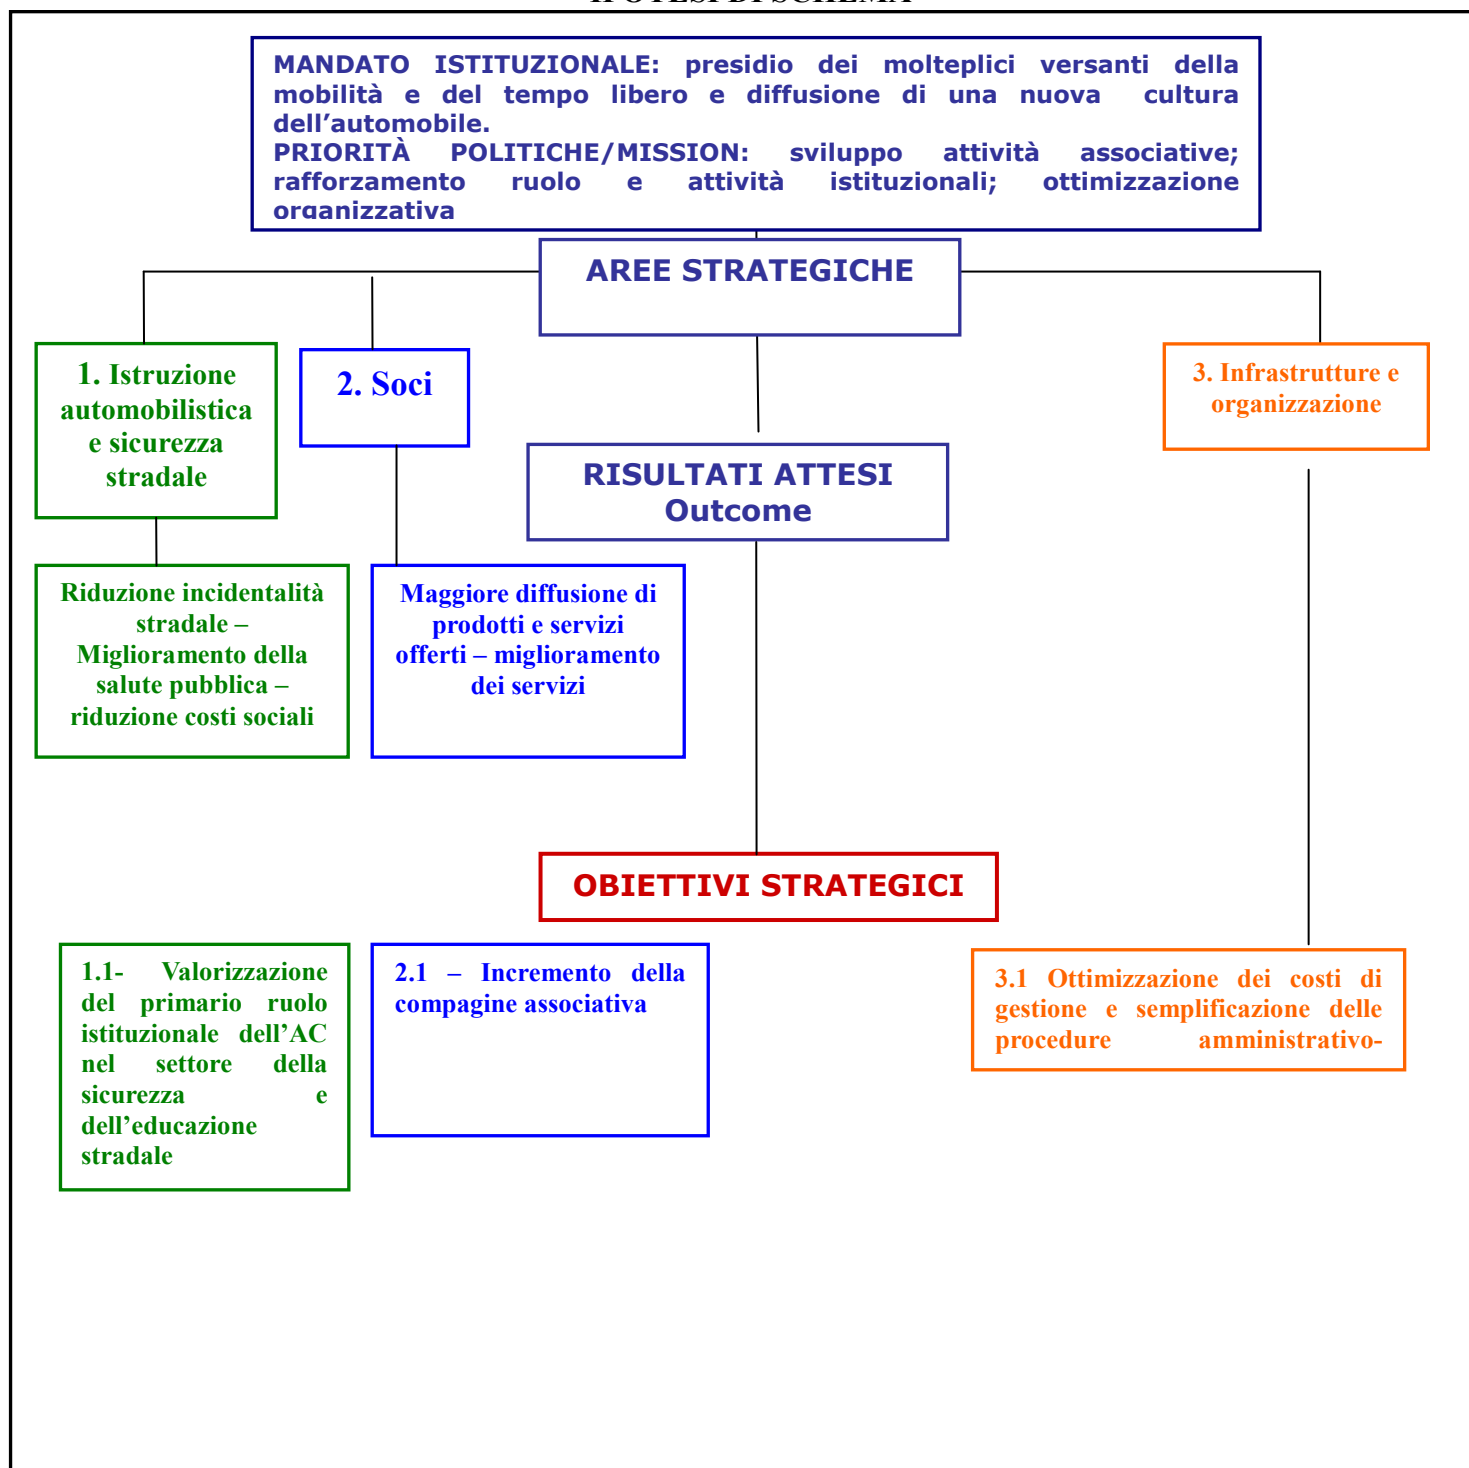 IPOTESI DI SCHEMA
MANDATO ISTITUZIONALE: presidio dei molteplici versanti della
mobilità e del tempo libero e diffusione di una nuova cultura
dell’automobile.
PRIORITÀ POLITICHE/MISSION: sviluppo attività associative;
rafforzamento ruolo e attività istituzionali; ottimizzazione
organizzativa
AREE STRATEGICHE
1. Istruzione
automobilistica
e sicurezza
stradale
2. Soci
3. Infrastrutture e
organizzazione
RISULTATI ATTESI
Outcome
Riduzione incidentalità
stradale –
Miglioramento della
salute pubblica –
riduzione costi sociali
Maggiore diffusione di
prodotti e servizi
offerti – miglioramento
dei servizi
OBIETTIVI STRATEGICI
1.1- Valorizzazione
del primario ruolo
istituzionale dell’AC
nel settore della
sicurezza e
dell’educazione
stradale
2.1 – Incremento della
compagine associativa
3.1 Ottimizzazione dei costi di
gestione e semplificazione delle
procedure amministrativo-